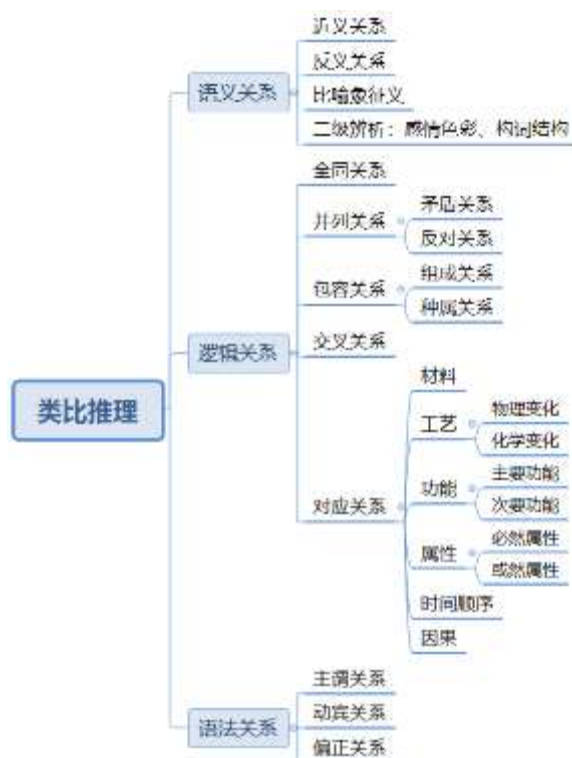 类比推理
语义关系
近义关系
反义关系
比喻象征义
二级辨析：感情色彩、构词结构
逻辑关系
全同关系
并列关系
矛盾关系
反对关系
包容关系
组成关系
种属关系
交叉关系
对应关系
材料
工艺
物理变化
化学变化
功能
主要功能
次要功能
属性
必然属性
或然属性
时间顺序
因果
语法关系
主谓关系
动宾关系
偏正关系